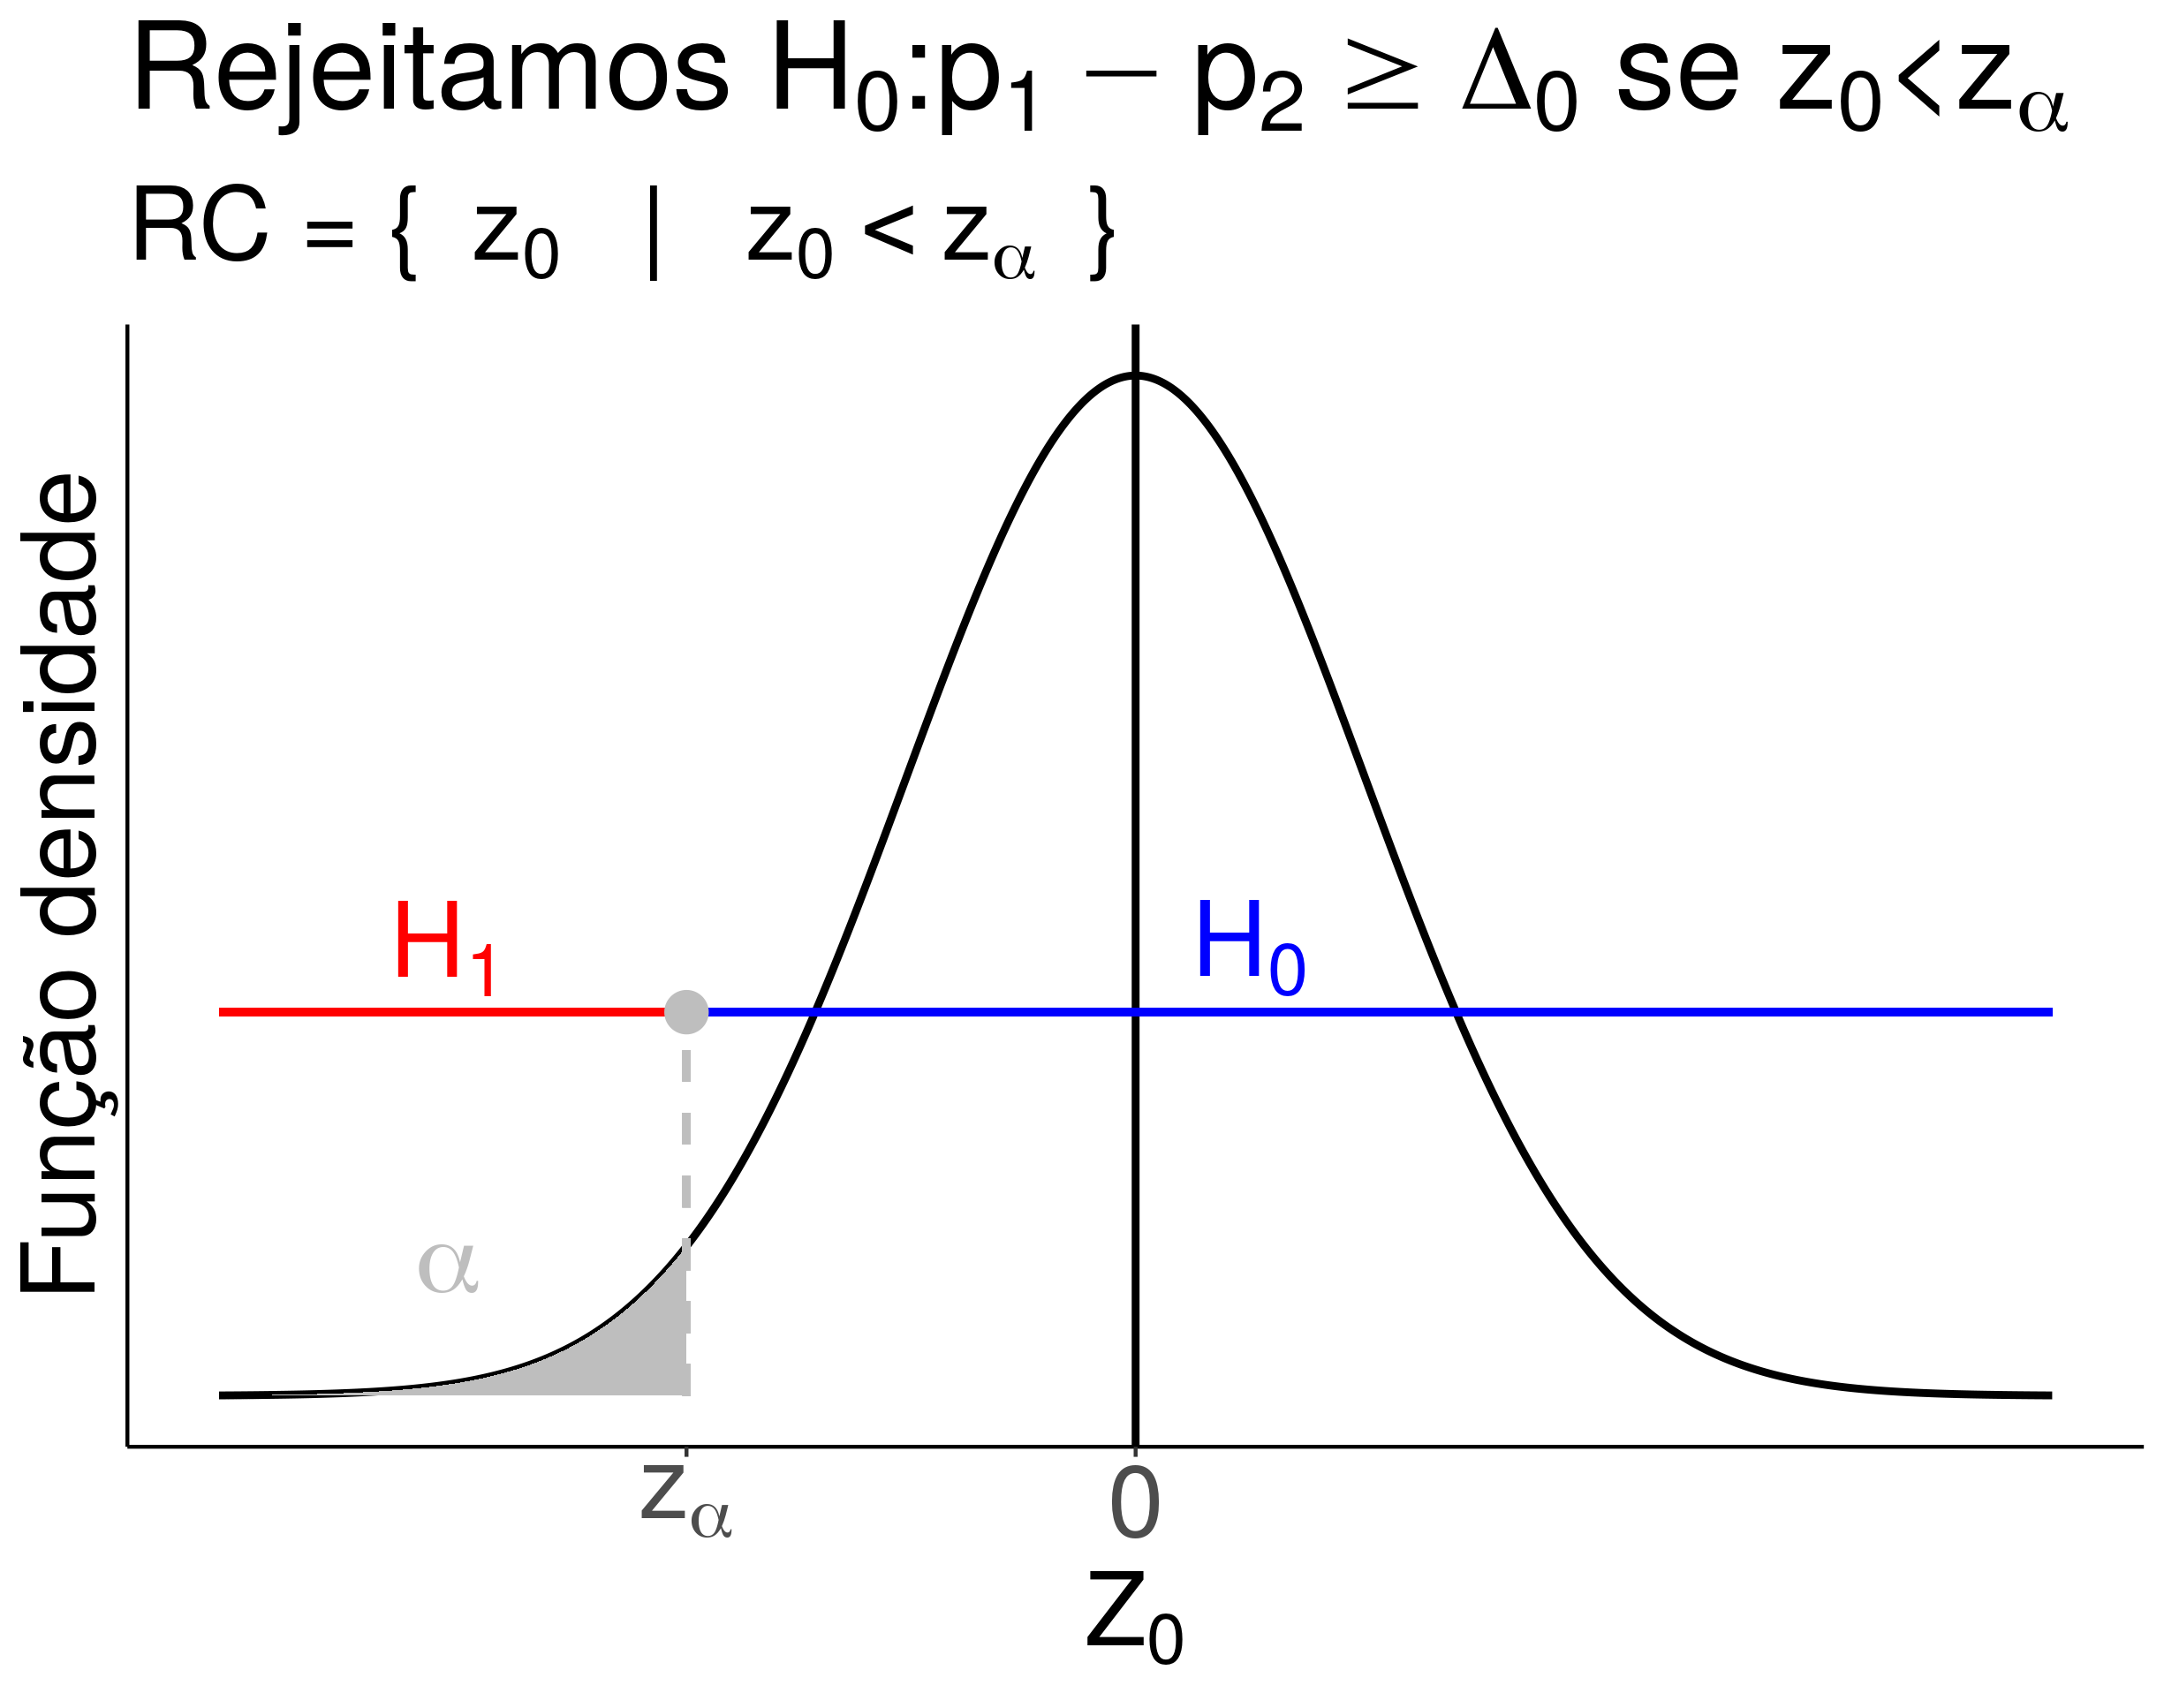 Rejeitamos H₀:p₁ − p₂ ≥ Δ₀ se z₀<zα
RC = { z₀ | z₀ < zα }
Função densidade
H₁
H₀
α
zα
0
Z₀